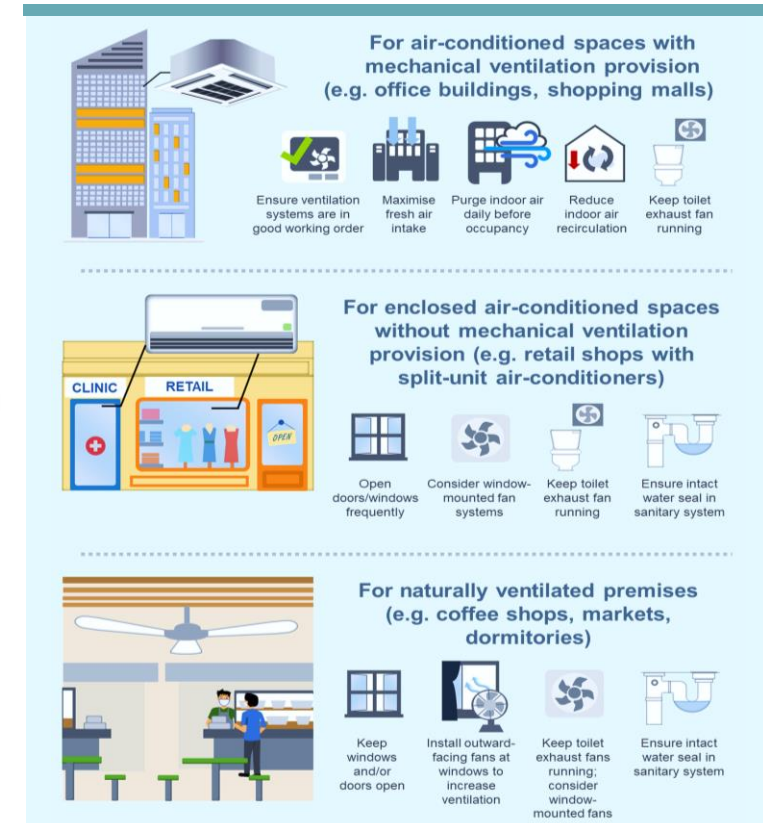 For air-conditioned spaces with
mechanical ventilation provision
(e.g. office buildings, shopping malls)
Ensure ventilation
systems are in
good working order
Maximise
fresh air
intake
Purge indoor air
daily before
occupancy
Reduce
indoor air
recirculation
Keep toilet
exhaust fan
running
For enclosed air-conditioned spaces
without mechanical ventilation
provision (e.g. retail shops with
split-unit air-conditioners)
CLINIC
RETAIL
OPEN
Open
doors/windows
frequently
Consider window-
mounted fan
systems
Keep toilet
exhaust fan
running
Ensure intact
water seal in
sanitary system
For naturally ventilated premises
(e.g. coffee shops, markets,
dormitories)
Keep
windows
and/or
doors open
Install outward-
facing fans at
windows to
increase
ventilation
Keep toilet
exhaust fans
running;
consider
window-
mounted fans
Ensure intact
water seal in
sanitary system